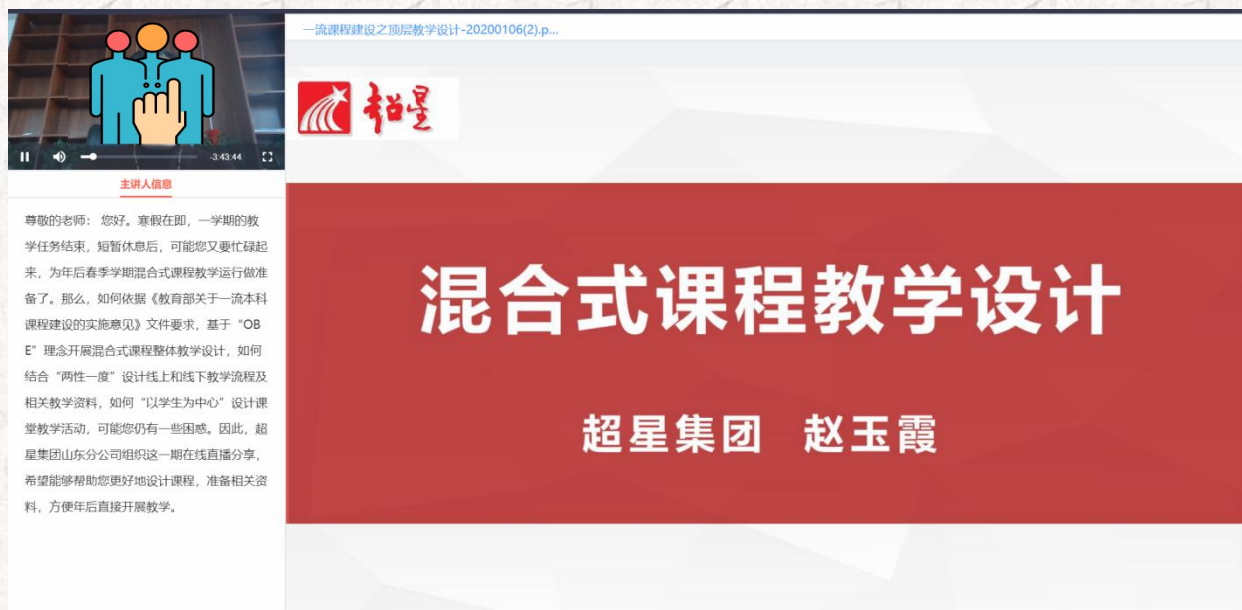 一流课程建设之顶层教学设计-20200106(2).p...
超星
-3:43:44
主讲人信息
尊敬的老师： 您好。寒假在即，一学期的教
学任务结束，短暂休息后，可能您又要忙碌起
来，为年后春季学期混合式课程教学运行做准
备了。那么，如何依据《教育部关于一流本科
课程建设的实施意见》文件要求，基于“OB
E”理念开展混合式课程整体教学设计，如何
结合“两性一度”设计线上和线下教学流程及
相关教学资料，如何“以学生为中心”设计课
堂教学活动，可能您仍有一些困惑。因此，超
星集团山东分公司组织这一期在线直播分享，
希望能够帮助您更好地设计课程，准备相关资
料，方便年后直接开展教学。
混合式课程教学设计
超星集团 赵玉霞